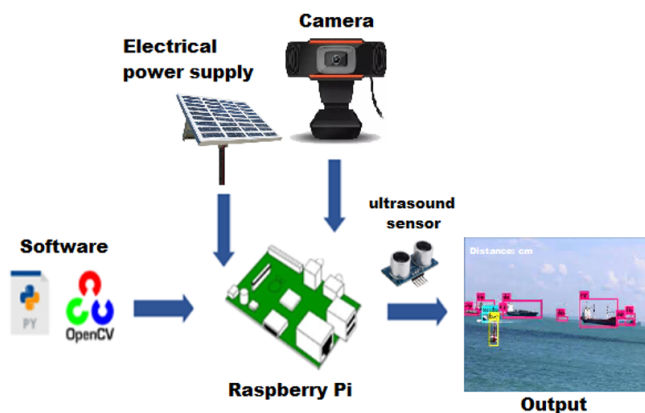 Camera
Electrical
power supply
ultrasound
sensor
Software
PY
OpenCV
Distance: cm
Raspberry Pi
Output